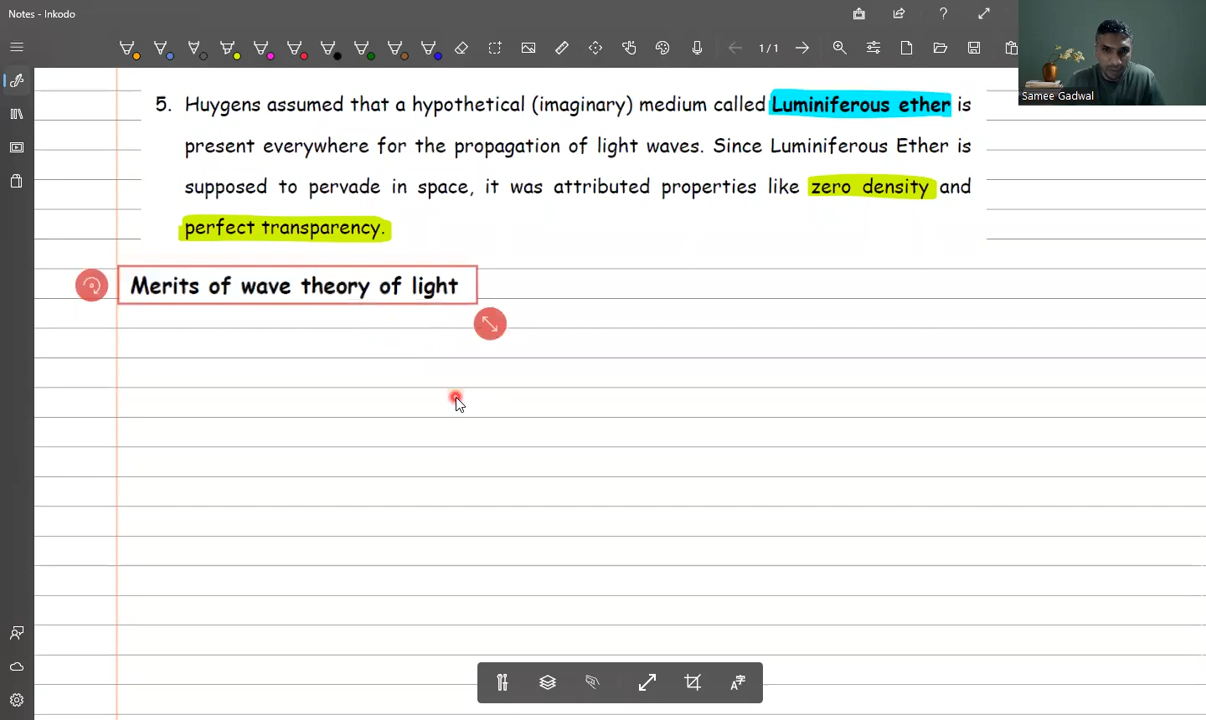 Notes - Inkodo
1 / 1
Samee Gadwal
5. Huygens assumed that a hypothetical (imaginary) medium called Luminiferous ether is
present everywhere for the propagation of light waves. Since Luminiferous Ether is
supposed to pervade in space, it was attributed properties like zero density and
perfect transparency.
Merits of wave theory of light